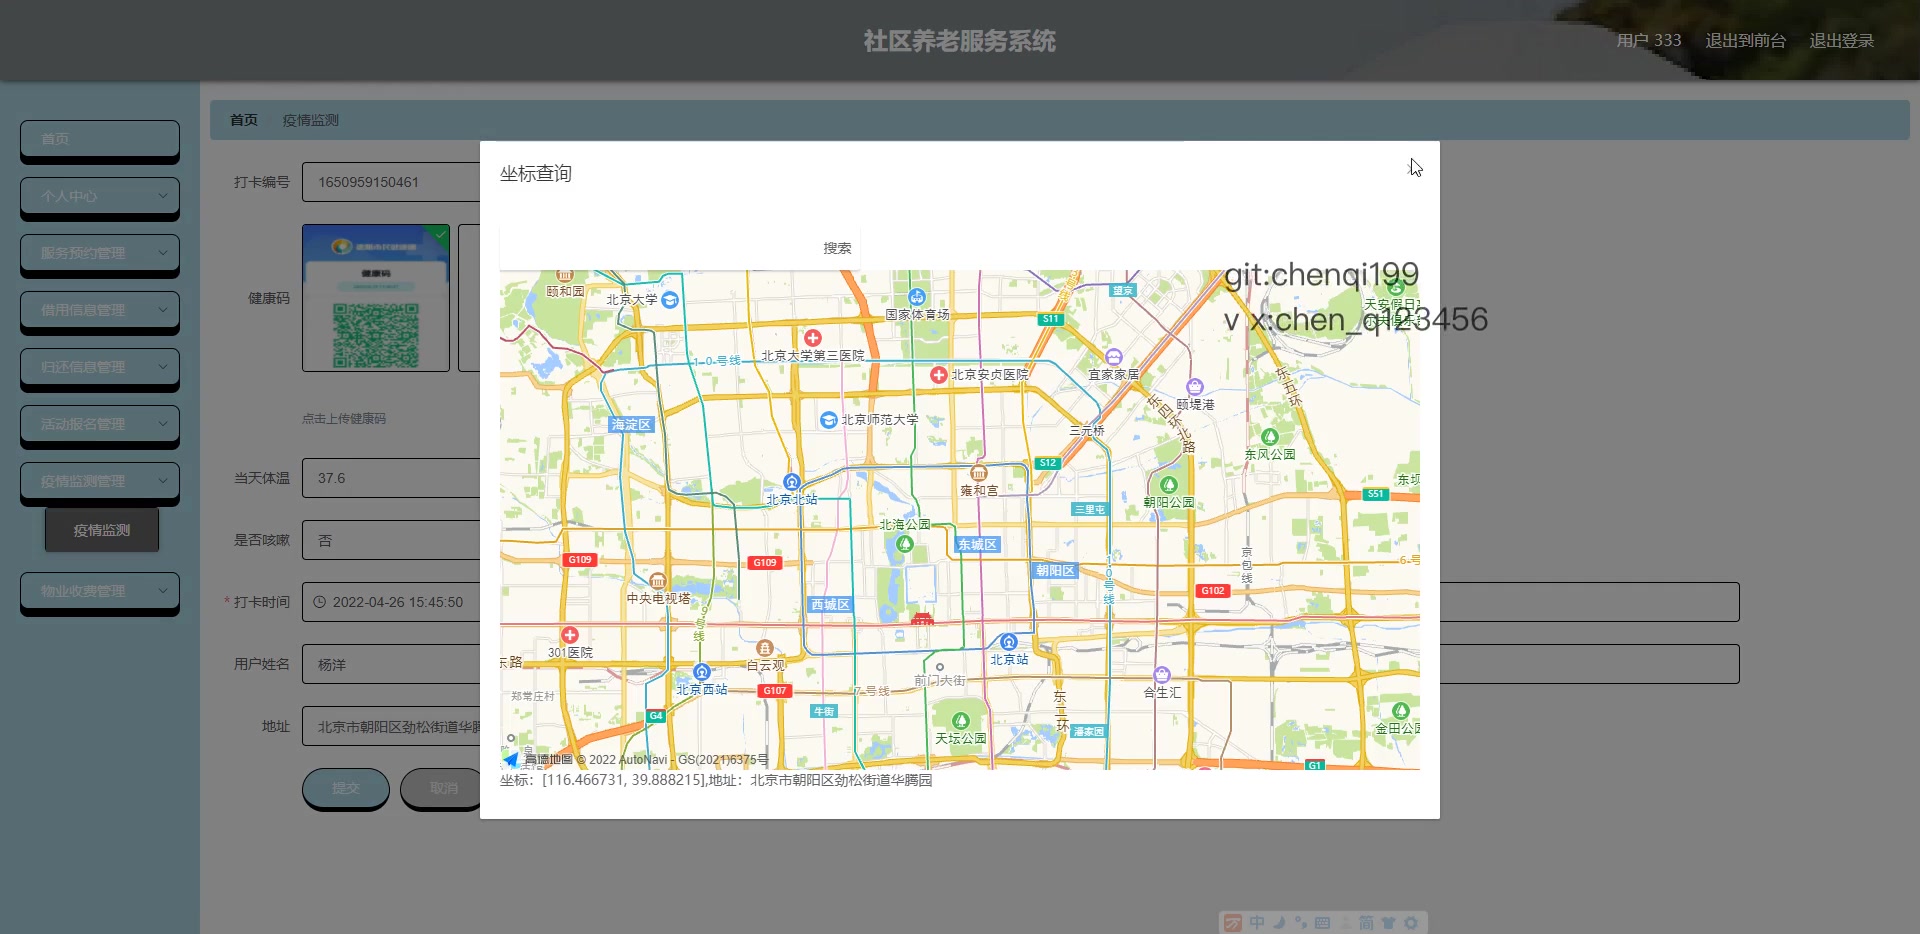 社区养老服务系统
用户 333
退出到前台
退出登录
首页
个人中心
服务预约管理
借用信息管理
归还信息管理
活动报名管理
疫情监测管理
疫情监测
物业收费管理
首页
疫情监测
打卡编号
1650959150461
健康码
健康码
点击上传健康码
当天体温
37.6
是否咳嗽
否
* 打卡时间
2022-04-26 15:45:50
用户姓名
杨洋
地址
北京市朝阳区劲松街道华腾
提交
取消
坐标查询
搜索
git:chenqi199
v x:chen_q123456
颐和园
北京大学
国家体育场
望京
S11
天安假日
北京大学第三医院
10号线
北京安贞医院
宜家家居
颐堤港
东五环
东四环北路
海淀区
北京师范大学
三元桥
东风公园
S12
雍和宫
北京北站
朝阳公园
三里屯
S51
东坝
北海公园
东城区
朝阳区
京包线
6号
G109
G109
10号线
G102
中央电视塔
西城区
9号线
301医院
北京站
东路
白云观
前门大街
北京西站
G107
7号线
合生汇
郑常庄村
东二环
G4
牛街
天坛公园
潘家园
金田公园
G1
高德地图 © 2022 AutoNavi - GS(2021)6375号
坐标：[116.466731, 39.888215],地址：北京市朝阳区劲松街道华腾园
中
简